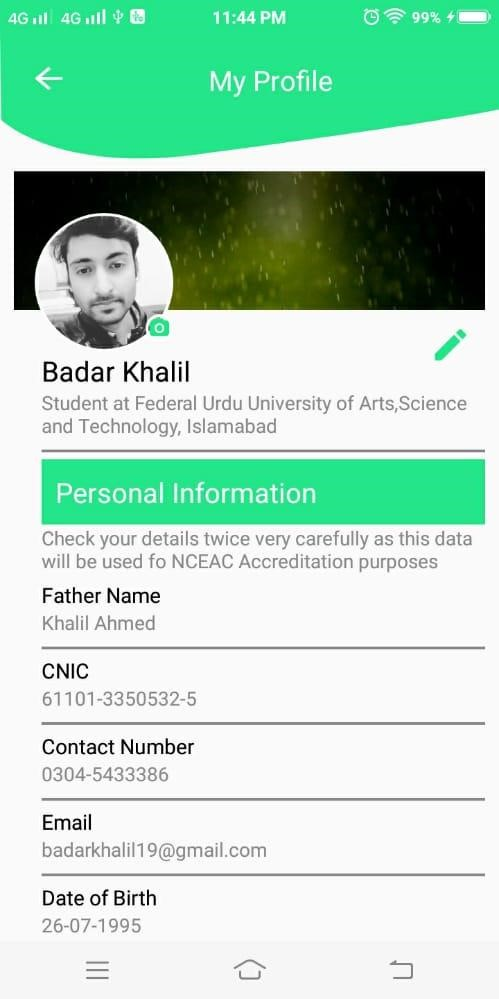 4G 4G 11:44 PM 99%
My Profile
Badar Khalil
Student at Federal Urdu University of Arts,Science
and Technology, Islamabad
Personal Information
Check your details twice very carefully as this data
will be used fo NCEAC Accreditation purposes
Father Name
Khalil Ahmed
CNIC
61101-3350532-5
Contact Number
0304-5433386
Email
badarkhalil19@gmail.com
Date of Birth
26-07-1995